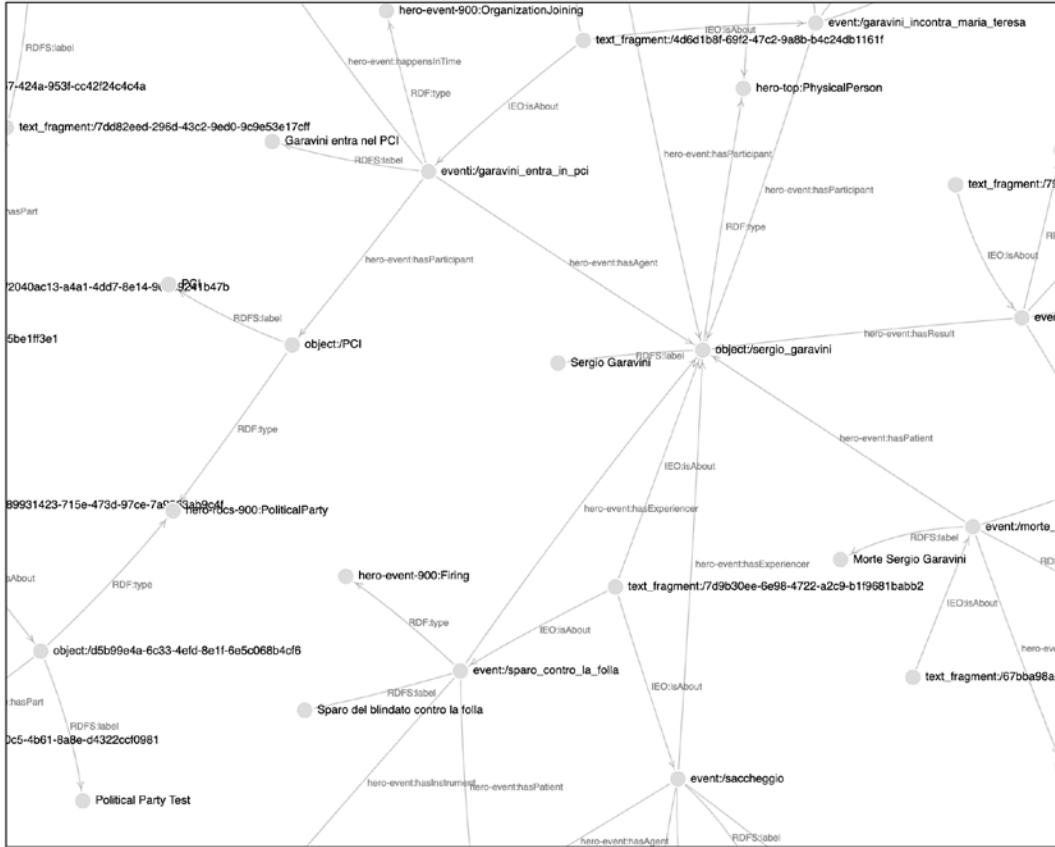 hero-event-900:OrganizationJoining
event:/garavini_incontra_maria_teresa
IEO:isAbout
text_fragment:/4d6d1b8f-69f2-47c2-9a8b-b4c24db1161f
RDFS:label
hero-event:happensInTime
7-424a-953f-cc42f24c4c4a
RDF:type
hero-top:PhysicalPerson
IEO:isAbout
text_fragment:/7dd82eed-296d-43c2-9ed0-9c9e53e17cff
Garavini entra nel PCI
RDFS:label
eventi:/garavini_entra_in_pci
hero-event:hasParticipant
hero-event:hasParticipant
text_fragment:/79
hasPart
RDF:type
hero-event:hasParticipant
hero-event:hasAgent
IEO:isAbout
PCI
RDFS:label
object:/PCI
5be1ff3e1
hero-event:hasResult
object:/sergio_garavini
Sergio Garavini
RDFS:label
RDF:type
hero-event:hasPatient
IEO:isAbout
hero-event:hasExperiencer
event:/morte_
RDFS:label
Morte Sergio Garavini
hero-event:hasExperiencer
hero-event-900:Firing
text_fragment:/7d9b30ee-6e98-4722-a2c9-b1f9681babb2
sAbout
RDF:type
RDF:type
IEO:isAbout
IEO:isAbout
object:/d5b99e4a-6c33-4efd-8e1f-6e5c068b4cf6
event:/sparo_contro_la_folla
text_fragment:/67bba98a
IEO:isAbout
RDFS:label
:hasPart
Sparo del blindato contro la folla
RDFS:label
0c5-4b61-8a8e-d4322ccf0981
event:/saccheggio
hero-event:hasInstrument
hero-event:hasPatient
Political Party Test
hero-event:hasAgent
RDFS:label